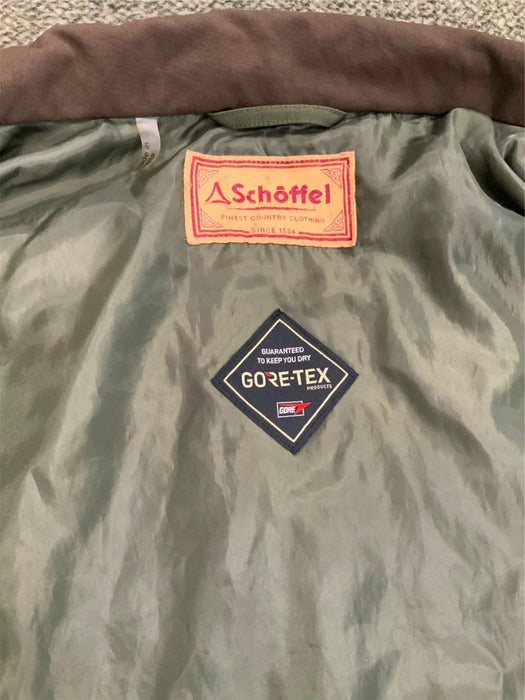 Schöffel
FINEST COUNTRY CLOTHING
SINCE 1804
GUARANTEED
TO KEEP YOU DRY
GORE-TEX
PRODUCTS
GORE